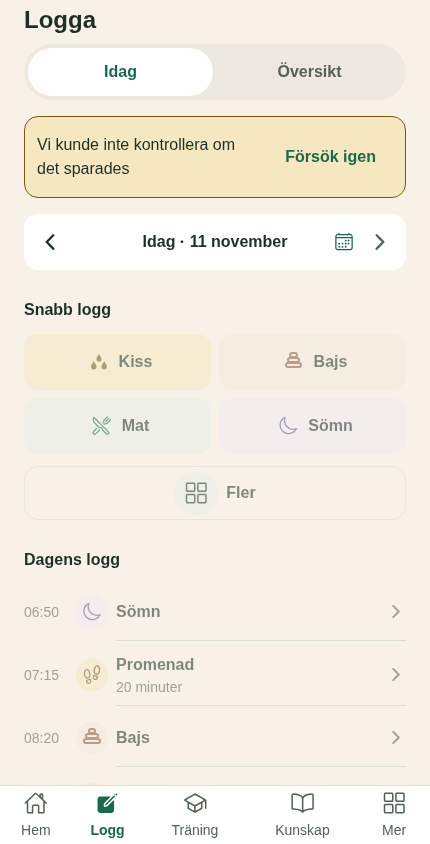 Logga
Idag
Översikt
Vi kunde inte kontrollera om
det sparades
Försök igen
Idag · 11 november
Snabb logg
Kiss
Bajs
Mat
Sömn
Fler
Dagens logg
06:50 Sömn
07:15 Promenad
20 minuter
08:20 Bajs
Hem
Logg
Träning
Kunskap
Mer